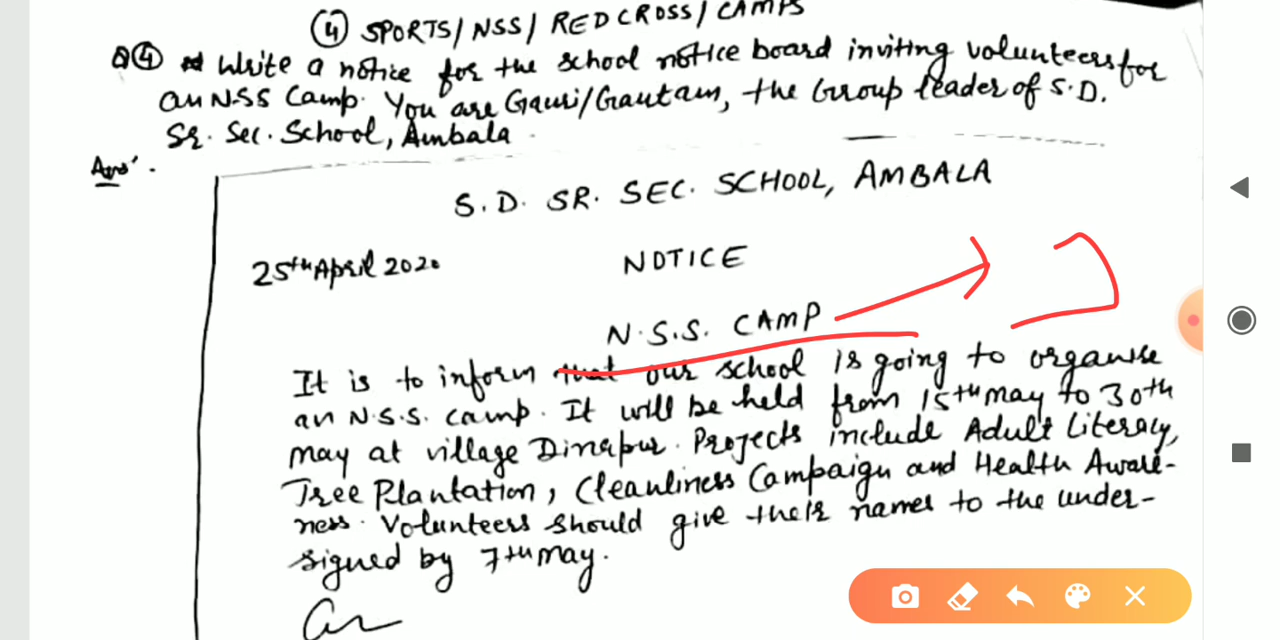 ④ SPORTS/NSS/REDCROSS/CAMPS
Q④ Write a notice for the school notice board inviting volunteers for
an N.S.S Camp. You are Gauri/Gautam, the Group leader of S.D.
Sr. Sec. School, Ambala.
Ans.
S.D. SR. SEC. SCHOOL, AMBALA
25th April 2020
NOTICE
N.S.S. CAMP
It is to inform that our school is going to organise
an N.S.S. camp. It will be held from 15th may to 30th
may at village Dinapur. Projects include Adult Literacy,
Tree Plantation, Cleanliness Campaign and Health Aware-
ness. Volunteers should give their names to the under-
signed by 7th may.